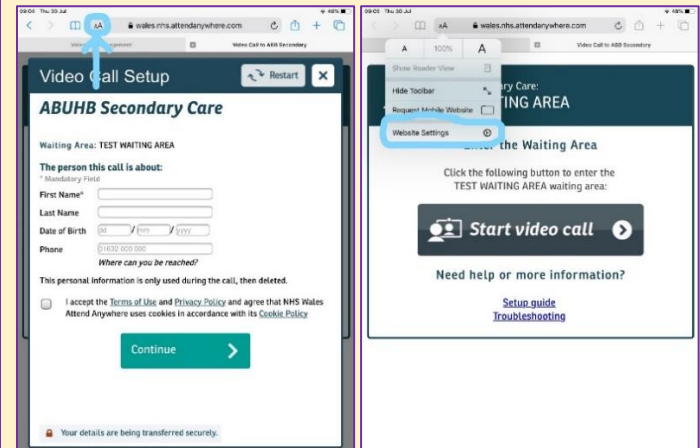 09:04 Thu 30 Jul
48%
AA
wales.nhs.attendanywhere.com
Video Call to ABB Secondary
Video Call Setup
Restart
ABUHB Secondary Care
Waiting Area: TEST WAITING AREA
The person this call is about:
* Mandatory Field
First Name*
Last Name
Date of Birth dd / mm / yyyy
Phone 01632 000 000
Where can you be reached?
This personal information is only used during the call, then deleted.
I accept the Terms of Use and Privacy Policy and agree that NHS Wales
Attend Anywhere uses cookies in accordance with its Cookie Policy
Continue
Your details are being transferred securely.
09:05 Thu 30 Jul
48%
AA
wales.nhs.attendanywhere.com
Video Call to ABB Secondary
A 100% A
Show Reader View
Hide Toolbar
Request Mobile Website
Website Settings
ry Care:
ING AREA
the Waiting Area
Click the following button to enter the
TEST WAITING AREA waiting area:
Start video call
Need help or more information?
Setup guide
Troubleshooting